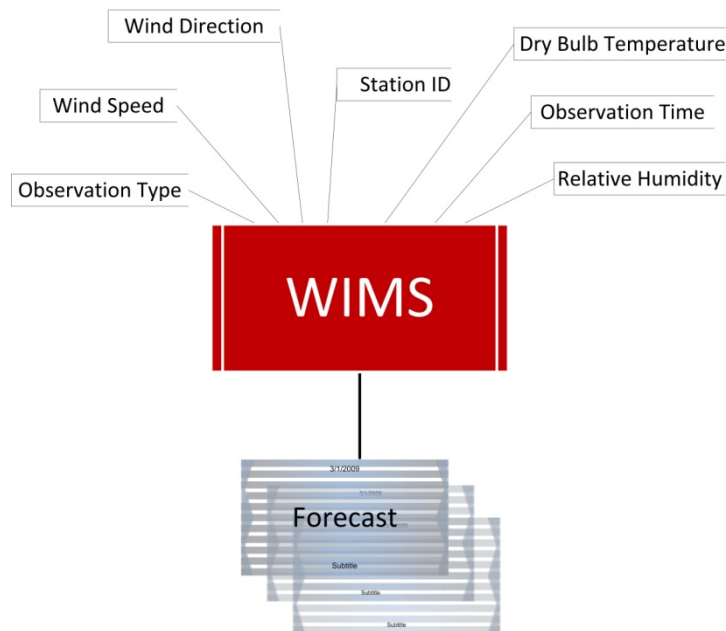 Wind Direction
Dry Bulb Temperature
Station ID
Wind Speed
Observation Time
Observation Type
Relative Humidity
WIMS
3/1/2009
Forecast
Subtitle
Subtitle
Subtitle